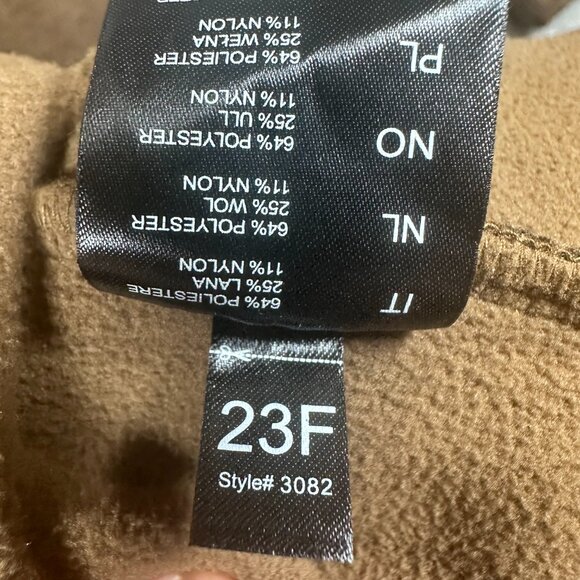 IT 64% POLIESTERE
25% LANA
11% NYLON
NL 64% POLYESTER
25% WOL
11% NYLON
NO 64% POLYESTER
25% ULL
11% NYLON
PL 64% POLIESTER
25% WEŁNA
11% NYLON
23F
Style# 3082